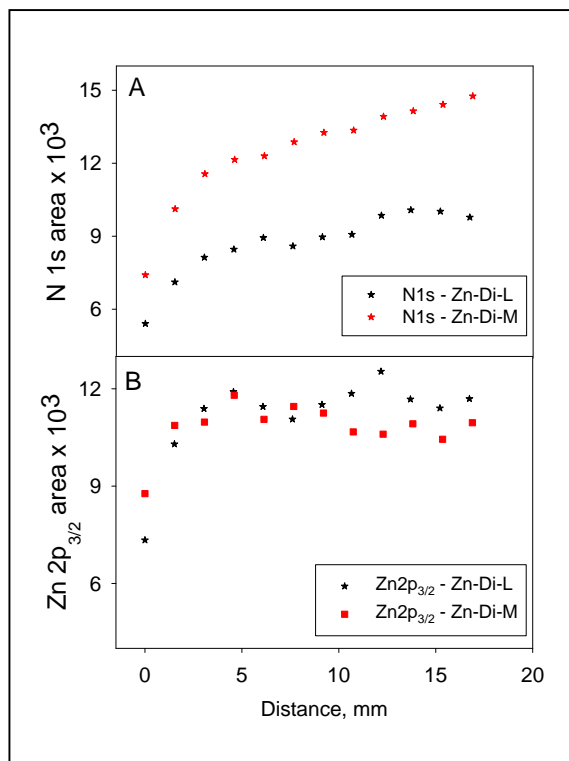 A
15
12
9
6
N 1s area x 10³
N1s - Zn-Di-L
N1s - Zn-Di-M
B
12
9
6
Zn 2p₃/₂ area x 10³
Zn2p₃/₂ - Zn-Di-L
Zn2p₃/₂ - Zn-Di-M
0 5 10 15 20
Distance, mm